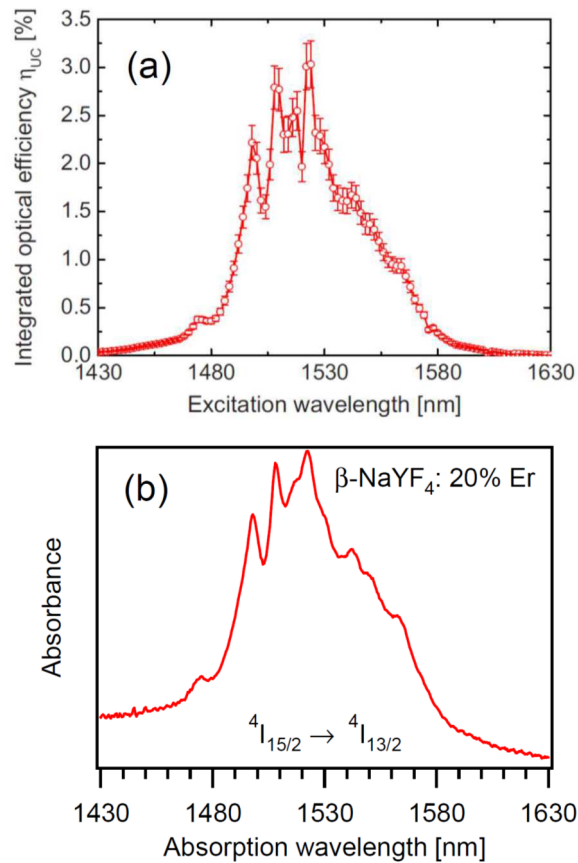 (a)
Integrated optical efficiency η_UC [%]
3.5
3.0
2.5
2.0
1.5
1.0
0.5
0.0
1430 1480 1530 1580 1630
Excitation wavelength [nm]
(b)
β-NaYF₄: 20% Er
Absorbance
⁴I₁₅/₂ → ⁴I₁₃/₂
1430 1480 1530 1580 1630
Absorption wavelength [nm]